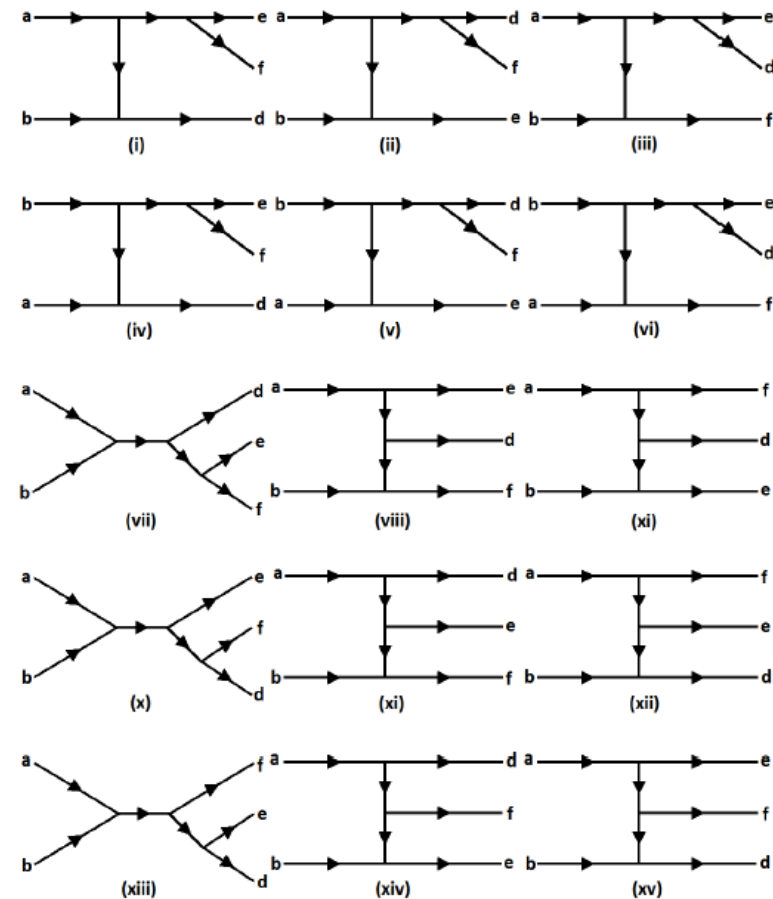 a e a d a e
f f d
b d b e b f
(i) (ii) (iii)
b e b d b e
f f d
a d a e a f
(iv) (v) (vi)
a d a e a f
e d d
b f b f b e
(vii) (viii) (xi)
a e a d a f
f e e
b d b f b d
(x) (xi) (xii)
a f a d a e
e f f
b d b e b d
(xiii) (xiv) (xv)